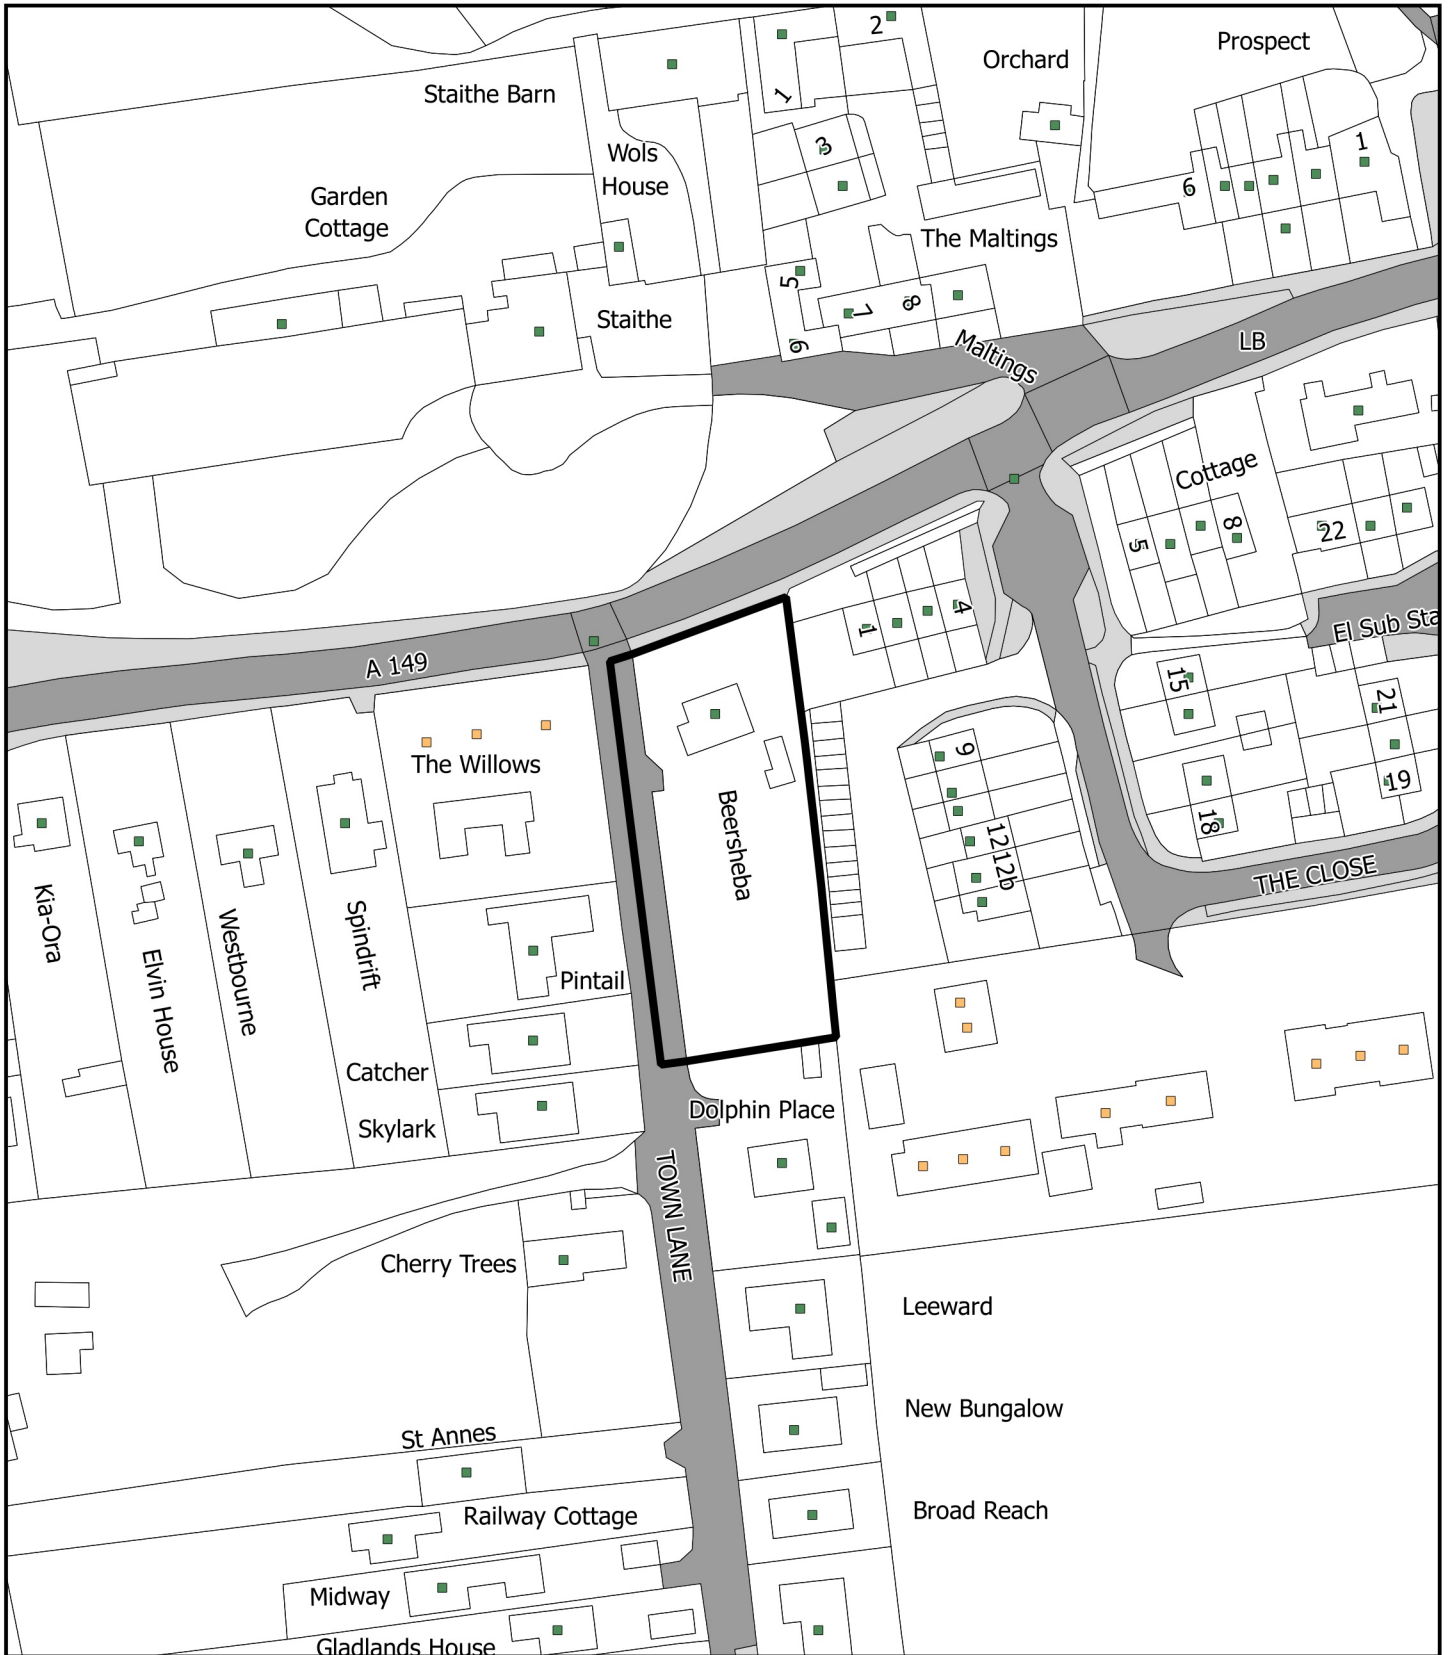 2
Prospect
Orchard
Staithe Barn
1
3
1
Wols
House
6
Garden
Cottage
The Maltings
5
7
8
Staithe
6
Maltings
LB
Cottage
5
8
22
1
4
El Sub Sta
A 149
15
21
9
The Willows
19
18
Beersheba
12
12b
THE CLOSE
Kia-Ora
Westbourne
Spindrift
Elvin House
Pintail
Catcher
Dolphin Place
Skylark
TOWN LANE
Cherry Trees
Leeward
New Bungalow
St Annes
Broad Reach
Railway Cottage
Midway
Gladlands House